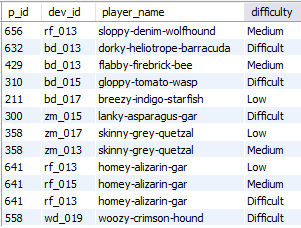 p_id dev_id player_name difficulty
656 rf_013 sloppy-denim-wolfhound Medium
632 bd_013 dorky-heliotrope-barracuda Difficult
429 bd_013 flabby-firebrick-bee Medium
310 bd_015 gloppy-tomato-wasp Difficult
211 bd_017 breezy-indigo-starfish Low
300 zm_015 lanky-asparagus-gar Difficult
358 zm_017 skinny-grey-quetzal Low
358 zm_013 skinny-grey-quetzal Medium
641 rf_013 homey-alizarin-gar Low
641 rf_015 homey-alizarin-gar Medium
641 rf_013 homey-alizarin-gar Difficult
558 wd_019 woozy-crimson-hound Difficult